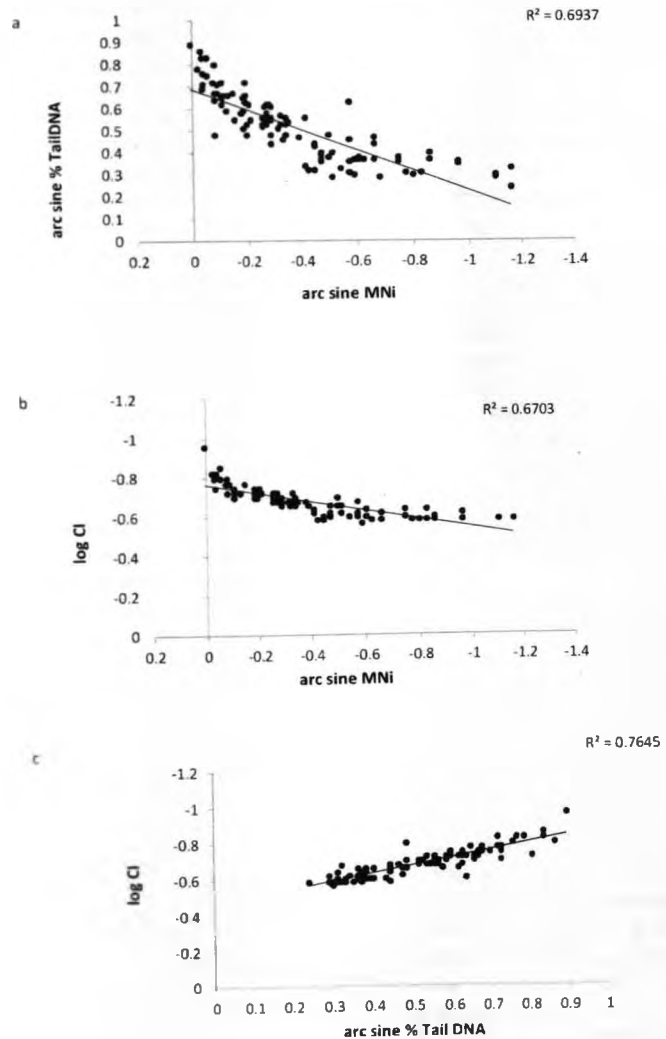 a
R² = 0.6937
1
0.9
0.8
0.7
0.6
0.5
0.4
0.3
0.2
0.1
0
arc sine % TailDNA
0.2 0 -0.2 -0.4 -0.6 -0.8 -1 -1.2 -1.4
arc sine MNi
b
R² = 0.6703
-1.2
-1
-0.8
-0.6
-0.4
-0.2
0
log CI
0.2 0 -0.2 -0.4 -0.6 -0.8 -1 -1.2 -1.4
arc sine MNi
c
R² = 0.7645
-1.2
-1
-0.8
-0.6
-0.4
-0.2
0
log CI
0 0.1 0.2 0.3 0.4 0.5 0.6 0.7 0.8 0.9 1
arc sine % Tail DNA